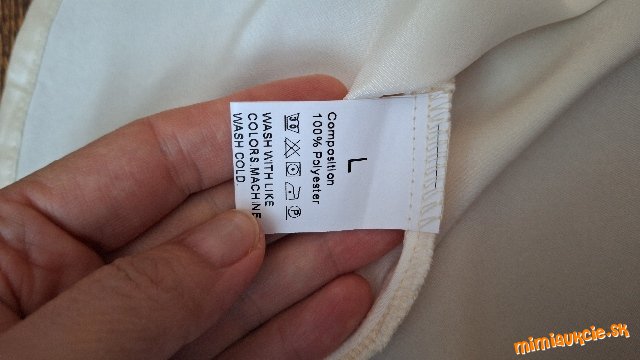 L
Composition
100% Polyester
WASH WITH LIKE
COLORS.MACHINE
WASH COLD.
mimiaukcie.sk